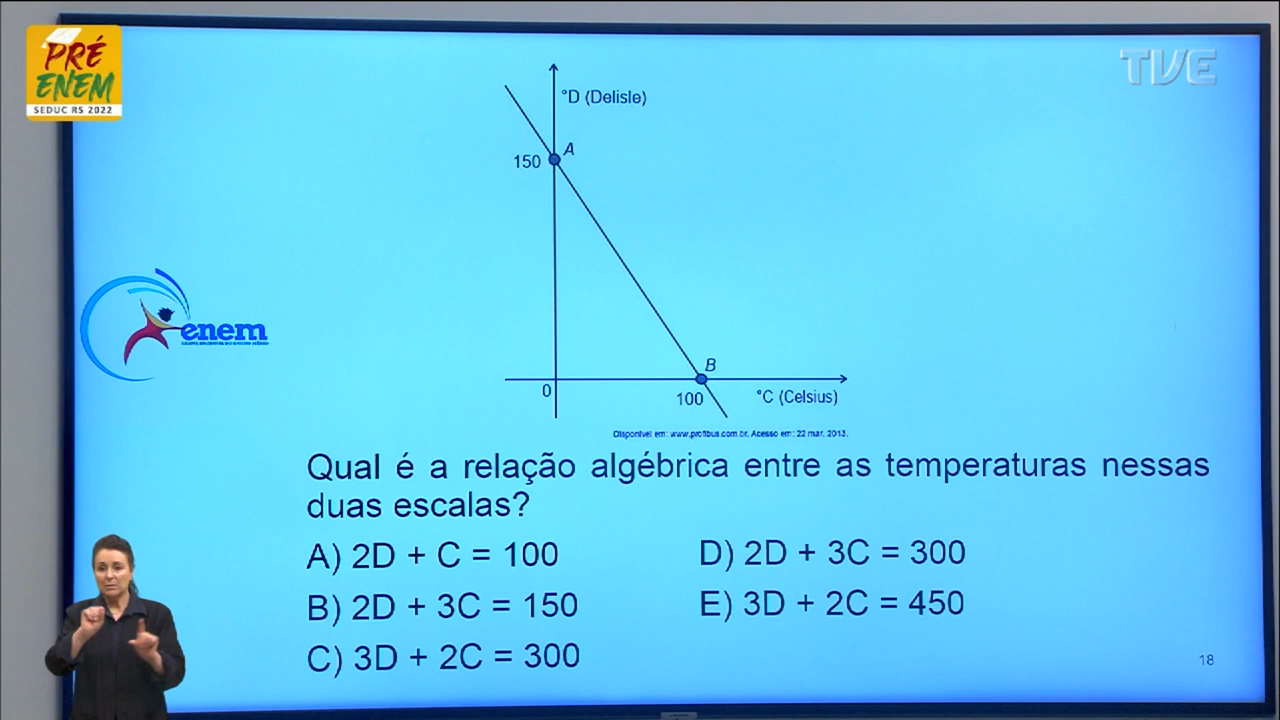 PRÉ
ENEM
SEDUC RS 2022
TVE
°D (Delisle)
A
150
enem
B
0
100
°C (Celsius)
Disponível em: www.profibus.com.br. Acesso em: 22 mar. 2013.
Qual é a relação algébrica entre as temperaturas nessas
duas escalas?
A) 2D + C = 100
B) 2D + 3C = 150
C) 3D + 2C = 300
D) 2D + 3C = 300
E) 3D + 2C = 450
18